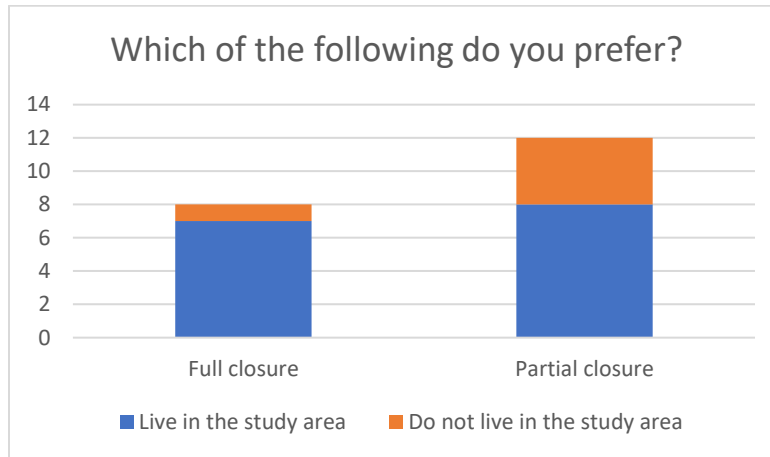 Which of the following do you prefer?
14
12
10
8
6
4
2
0
Full closure Partial closure
Live in the study area Do not live in the study area